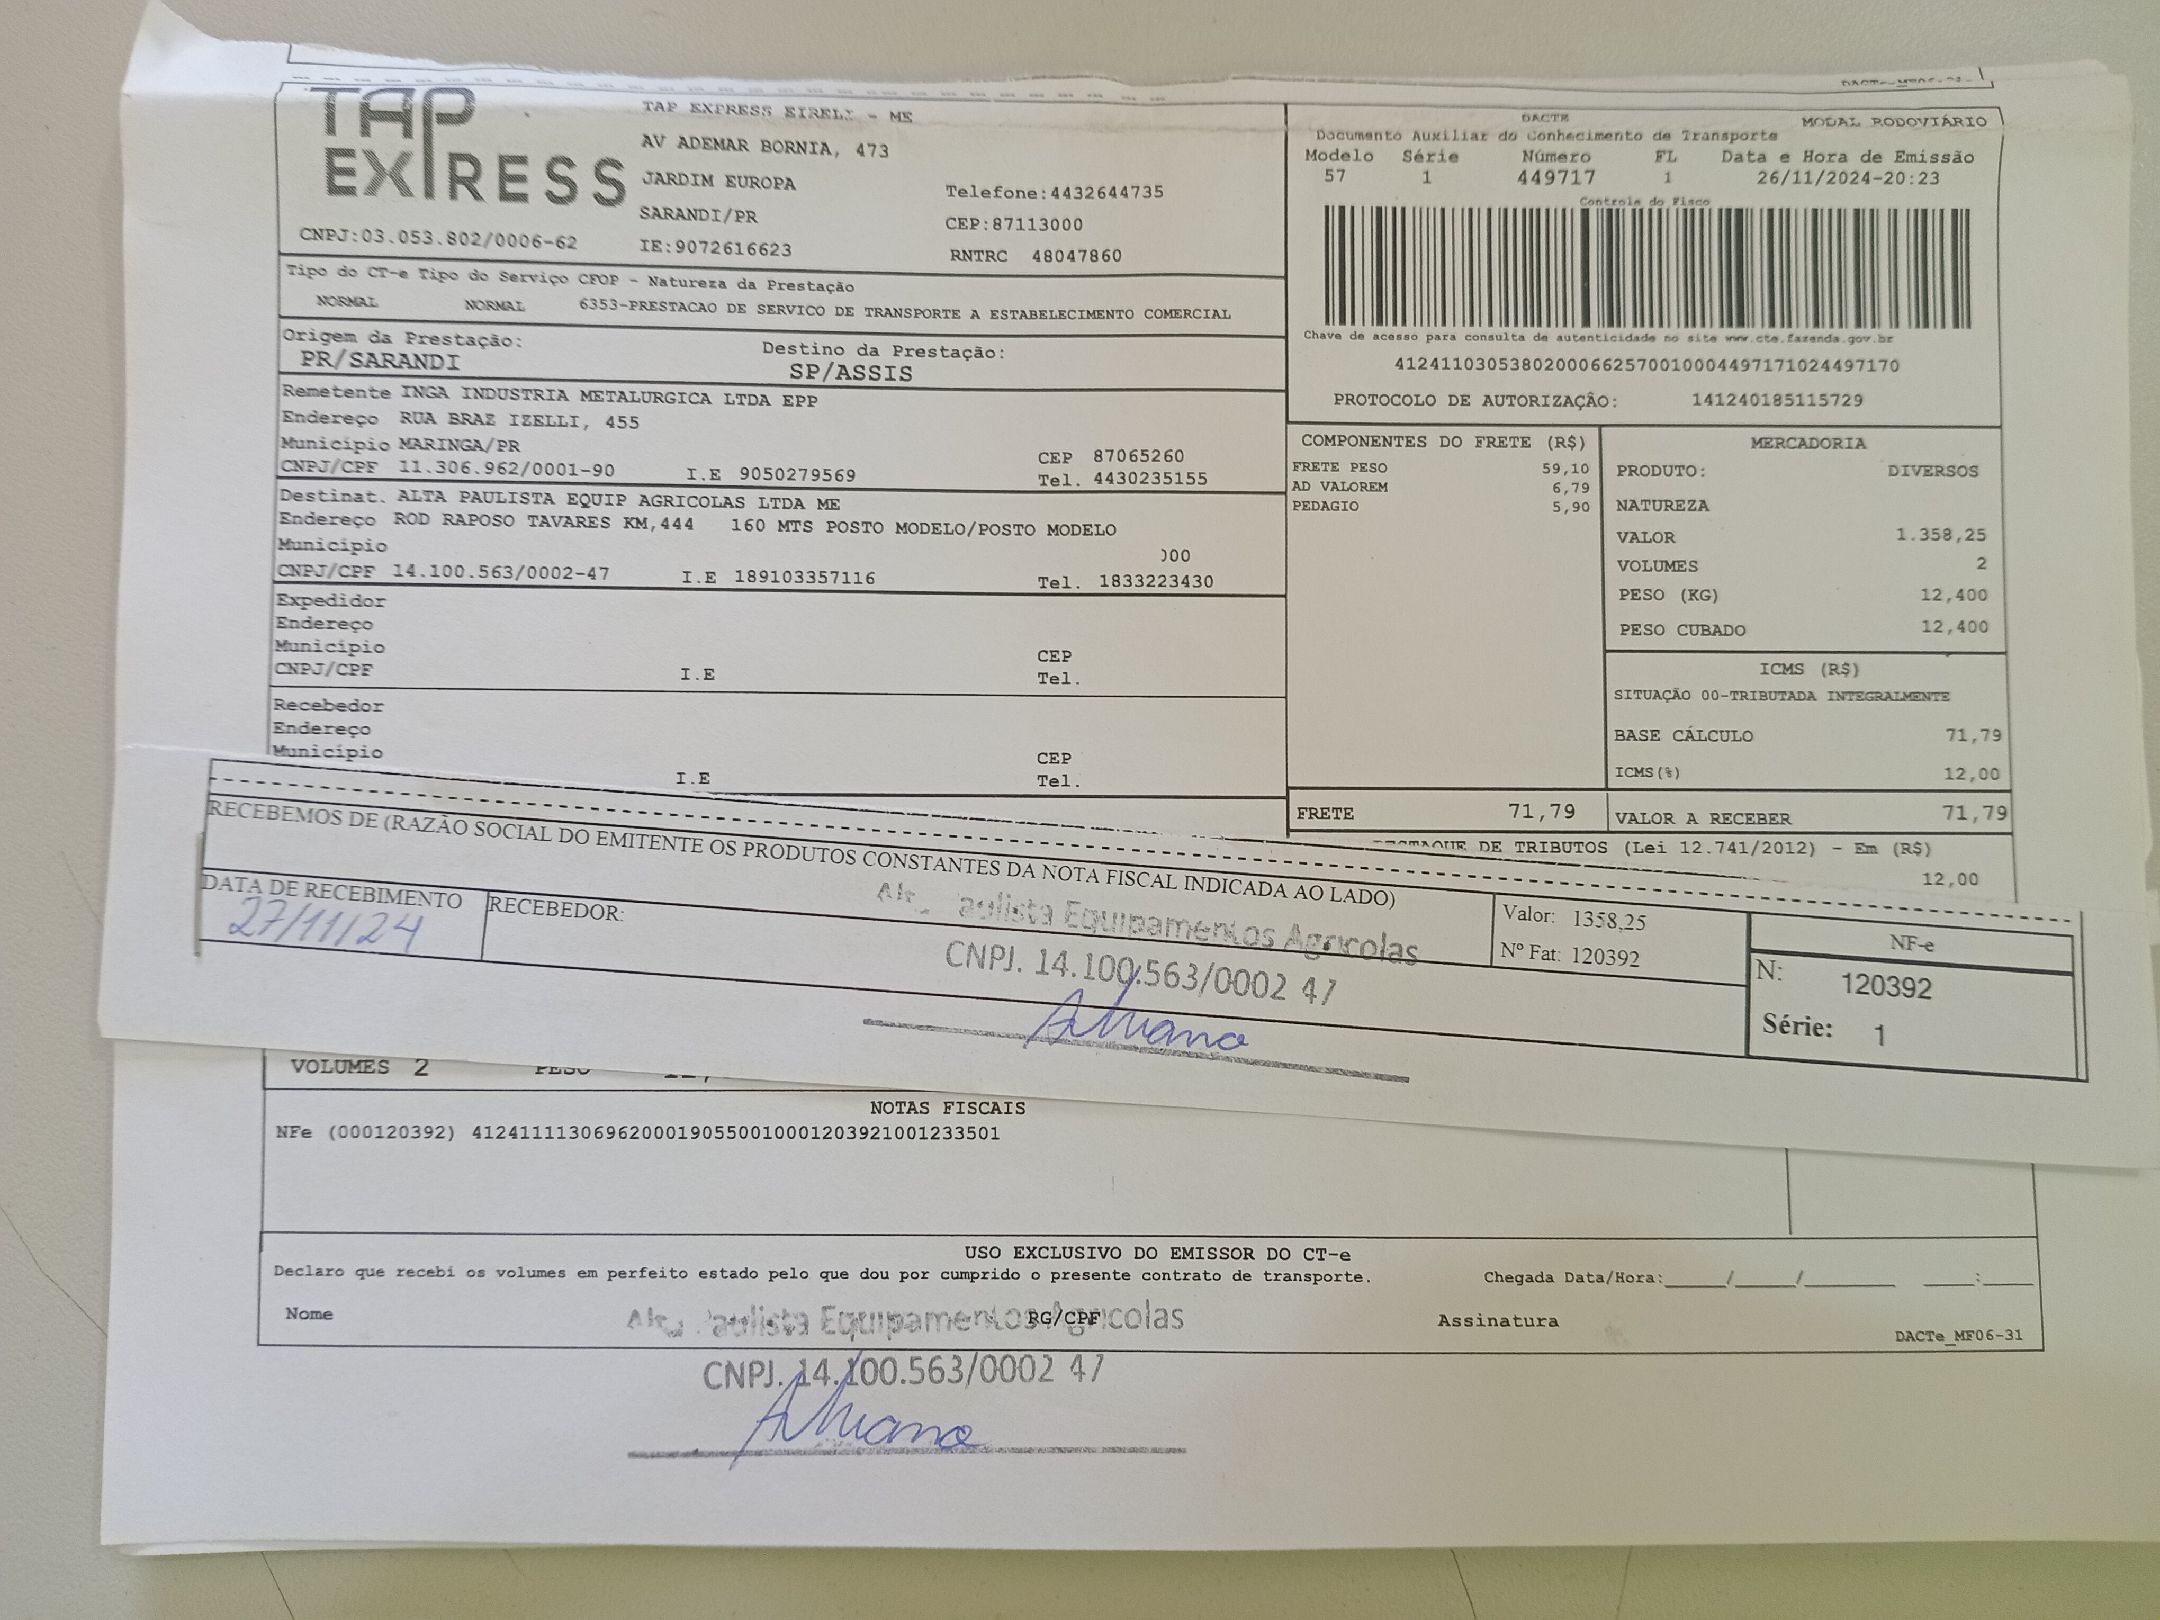 TAP EXPRESS
TAP EXPRESS EIRELI - ME
AV ADEMAR BORNIA, 473
JARDIM EUROPA
SARANDI/PR
IE:9072616623
CNPJ:03.053.802/0006-62
Telefone:4432644735
CEP:87113000
RNTRC 48047860
DACTE MODAL RODOVIÁRIO
Documento Auxiliar do Conhecimento de Transporte
Modelo Série Número FL Data e Hora de Emissão
57 1 449717 1 26/11/2024-20:23
Controle do Fisco
Chave de acesso para consulta de autenticidade no site www.cte.fazenda.gov.br
41241103053802000662570010004497171024497170
PROTOCOLO DE AUTORIZAÇÃO: 141240185115729
Tipo do CT-e Tipo do Serviço CFOP - Natureza da Prestação
NORMAL NORMAL 6353-PRESTACAO DE SERVICO DE TRANSPORTE A ESTABELECIMENTO COMERCIAL
Origem da Prestação: Destino da Prestação:
PR/SARANDI SP/ASSIS
Remetente INGA INDUSTRIA METALURGICA LTDA EPP
Endereço RUA BRAZ IZELLI, 455
Município MARINGA/PR CEP 87065260
CNPJ/CPF 11.306.962/0001-90 I.E 9050279569 Tel. 4430235155
Destinat. ALTA PAULISTA EQUIP AGRICOLAS LTDA ME
Endereço ROD RAPOSO TAVARES KM,444 160 MTS POSTO MODELO/POSTO MODELO
Município 000
CNPJ/CPF 14.100.563/0002-47 I.E 189103357116 Tel. 1833223430
Expedidor
Endereço
Município CEP
CNPJ/CPF I.E Tel.
Recebedor
Endereço
Município CEP
I.E Tel.
COMPONENTES DO FRETE (R$)
FRETE PESO 59,10
AD VALOREM 6,79
PEDAGIO 5,90
MERCADORIA
PRODUTO: DIVERSOS
NATUREZA
VALOR 1.358,25
VOLUMES 2
PESO (KG) 12,400
PESO CUBADO 12,400
ICMS (R$)
SITUAÇÃO 00-TRIBUTADA INTEGRALMENTE
BASE CÁLCULO 71,79
ICMS(%) 12,00
FRETE 71,79 VALOR A RECEBER 71,79
DESTAQUE DE TRIBUTOS (Lei 12.741/2012) - Em (R$)
12,00
RECEBEMOS DE (RAZÃO SOCIAL DO EMITENTE OS PRODUTOS CONSTANTES DA NOTA FISCAL INDICADA AO LADO)
DATA DE RECEBIMENTO RECEBEDOR:
27/11/24
Alta Paulista Equipamentos Agricolas
CNPJ. 14.100.563/0002 47
Valor: 1358,25
Nº Fat: 120392
NF-e
N: 120392
Série: 1
VOLUMES 2 PESO
NOTAS FISCAIS
NFe (000120392) 41241111306962000190550010001203921001233501
USO EXCLUSIVO DO EMISSOR DO CT-e
Declaro que recebi os volumes em perfeito estado pelo que dou por cumprido o presente contrato de transporte. Chegada Data/Hora:_____/_____/_______ ____:____
Nome RG/CPF Assinatura
DACTe_MF06-31
Alta Paulista Equipamentos Agricolas
CNPJ. 14.100.563/0002 47